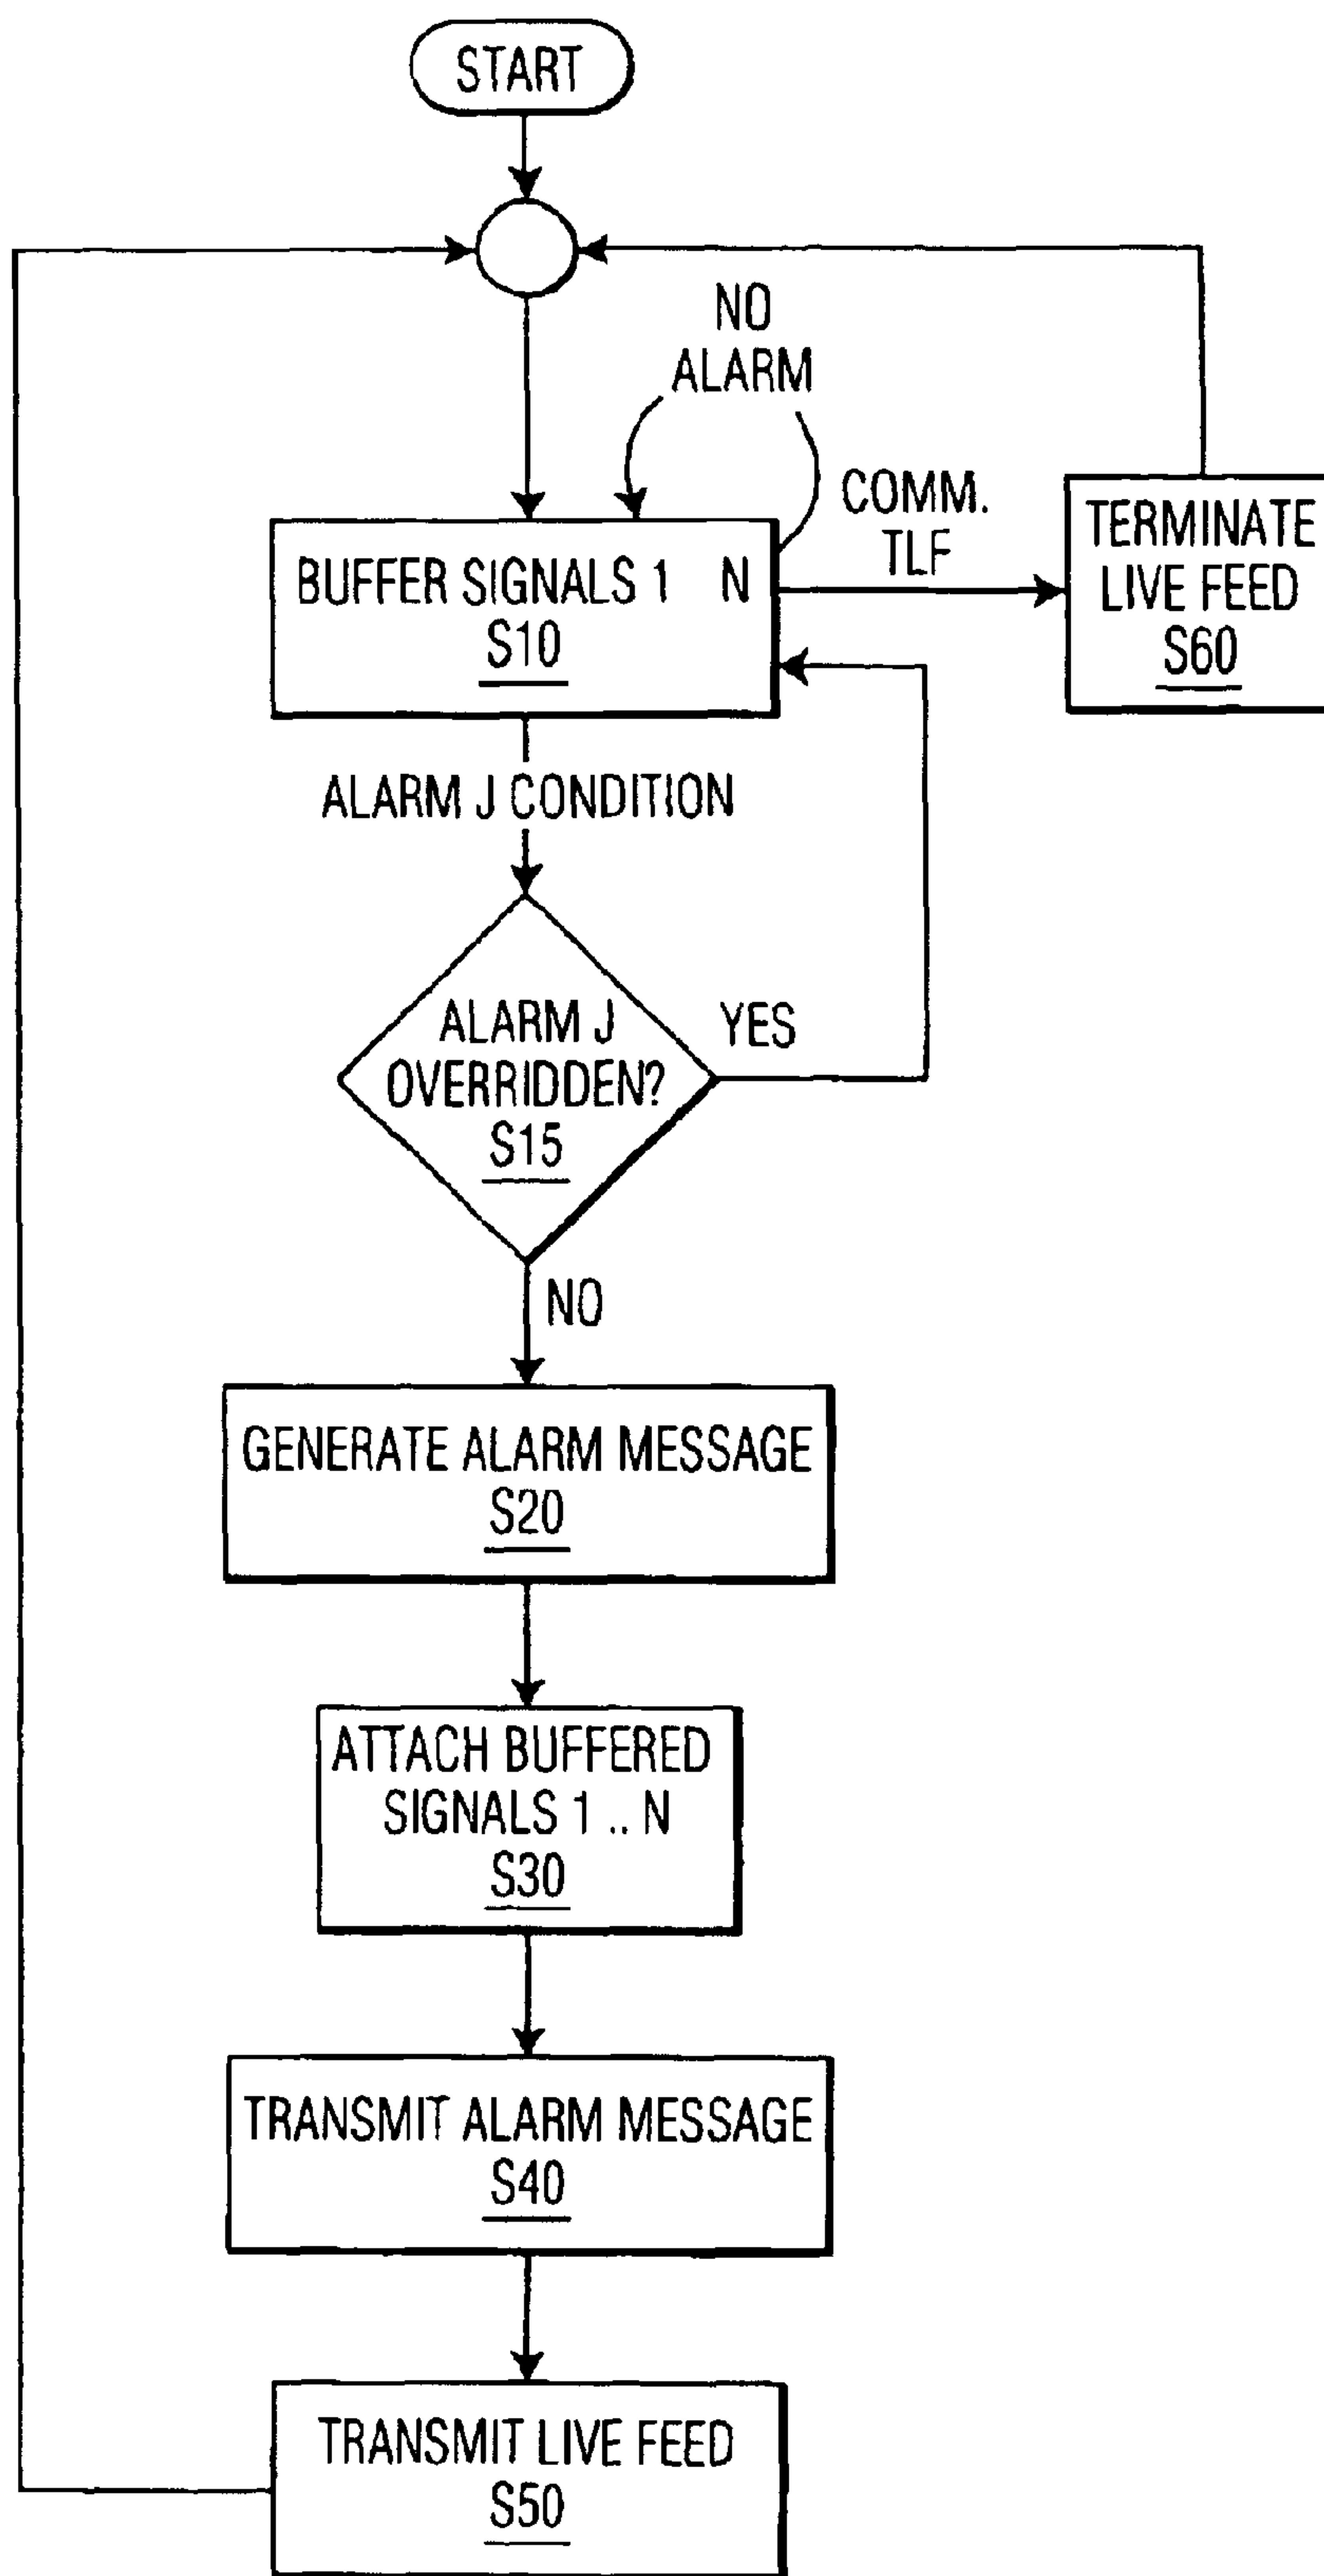 START
NO
ALARM
COMM.
TLF
TERMINATE
LIVE FEED
S60
BUFFER SIGNALS 1 N
S10
ALARM J CONDITION
ALARM J
OVERRIDDEN?
S15
YES
NO
GENERATE ALARM MESSAGE
S20
ATTACH BUFFERED
SIGNALS 1 .. N
S30
TRANSMIT ALARM MESSAGE
S40
TRANSMIT LIVE FEED
S50